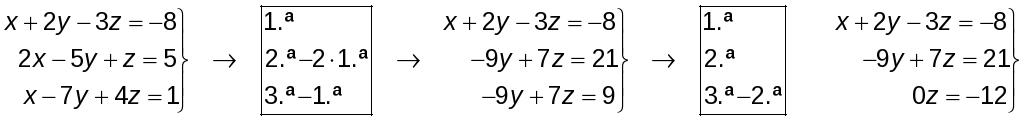 x + 2y − 3z = −8 → 1.ª → x + 2y − 3z = −8 → 1.ª x + 2y − 3z = −8
2x − 5y + z = 5 2.ª − 2 · 1.ª −9y + 7z = 21 2.ª −9y + 7z = 21
x − 7y + 4z = 1 3.ª − 1.ª −9y + 7z = 9 3.ª − 2.ª 0z = −12